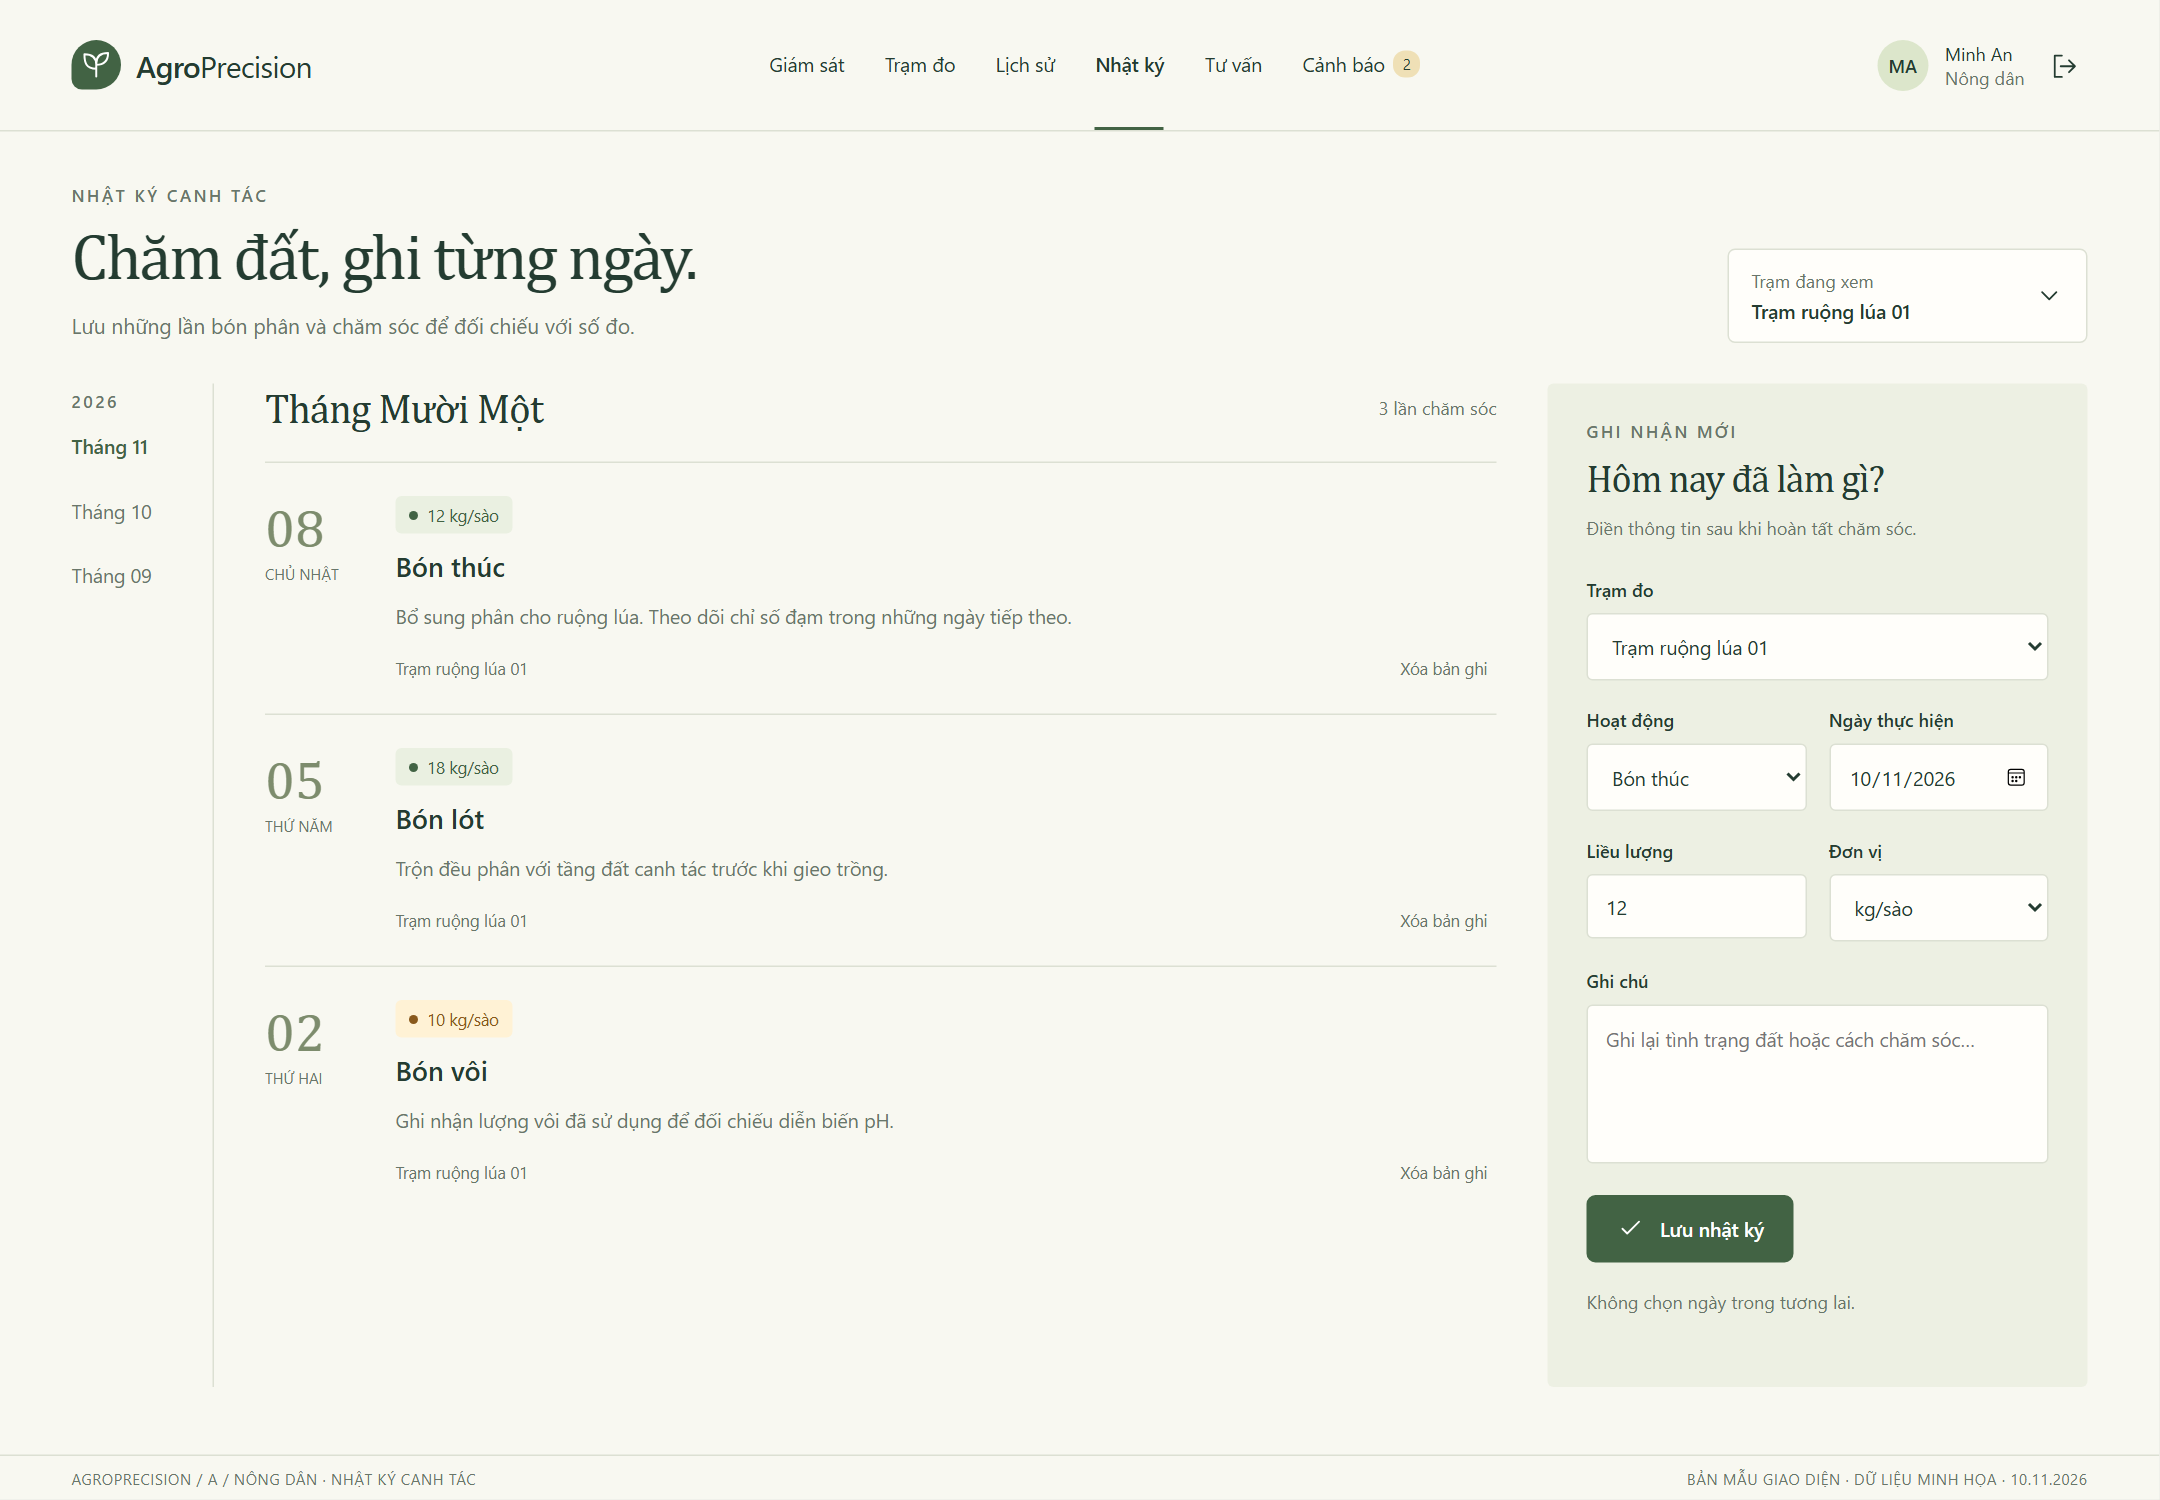 AgroPrecision
Giám sát
Trạm đo
Lịch sử
Nhật ký
Tư vấn
Cảnh báo 2
MA
Minh An
Nông dân
NHẬT KÝ CANH TÁC
Chăm đất, ghi từng ngày.
Lưu những lần bón phân và chăm sóc để đối chiếu với số đo.
Trạm đang xem
Trạm ruộng lúa 01
2026
Tháng 11
Tháng 10
Tháng 09
Tháng Mười Một
3 lần chăm sóc
08
CHỦ NHẬT
12 kg/sào
Bón thúc
Bổ sung phân cho ruộng lúa. Theo dõi chỉ số đạm trong những ngày tiếp theo.
Trạm ruộng lúa 01
Xóa bản ghi
05
THỨ NĂM
18 kg/sào
Bón lót
Trộn đều phân với tầng đất canh tác trước khi gieo trồng.
Trạm ruộng lúa 01
Xóa bản ghi
02
THỨ HAI
10 kg/sào
Bón vôi
Ghi nhận lượng vôi đã sử dụng để đối chiếu diễn biến pH.
Trạm ruộng lúa 01
Xóa bản ghi
GHI NHẬN MỚI
Hôm nay đã làm gì?
Điền thông tin sau khi hoàn tất chăm sóc.
Trạm đo
Trạm ruộng lúa 01
Hoạt động
Bón thúc
Ngày thực hiện
10/11/2026
Liều lượng
12
Đơn vị
kg/sào
Ghi chú
Ghi lại tình trạng đất hoặc cách chăm sóc...
Lưu nhật ký
Không chọn ngày trong tương lai.
AGROPRECISION / A / NÔNG DÂN · NHẬT KÝ CANH TÁC
BẢN MẪU GIAO DIỆN · DỮ LIỆU MINH HỌA · 10.11.2026